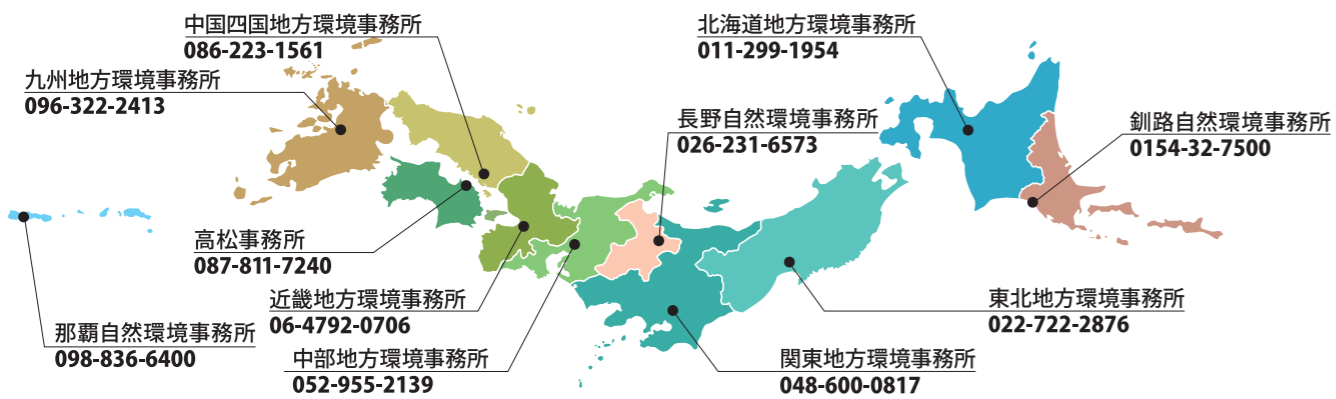 中国四国地方環境事務所
086-223-1561
北海道地方環境事務所
011-299-1954
九州地方環境事務所
096-322-2413
長野自然環境事務所
026-231-6573
釧路自然環境事務所
0154-32-7500
高松事務所
087-811-7240
近畿地方環境事務所
06-4792-0706
東北地方環境事務所
022-722-2876
那覇自然環境事務所
098-836-6400
中部地方環境事務所
052-955-2139
関東地方環境事務所
048-600-0817